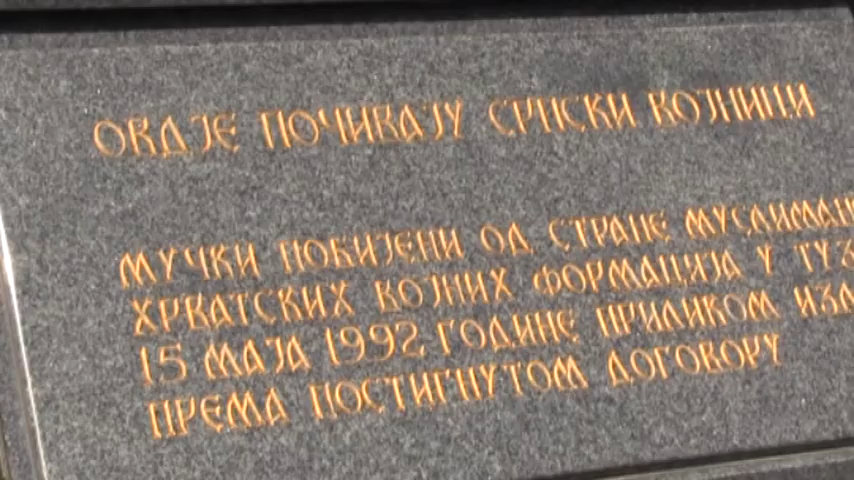 ОВДЈЕ ПОЧИВАЈУ СРПСКИ ВОЈНИЦИ
МУЧКИ ПОБИЈЕНИ ОД СТРАНЕ
ХРВАТСКИХ ВОЈНИХ ФОРМАЦИЈА У
15 МАЈА 1992 ГОДИНЕ ПРИЛИКОМ
ПРЕМА ПОСТИГНУТОМ ДОГОВОРУ